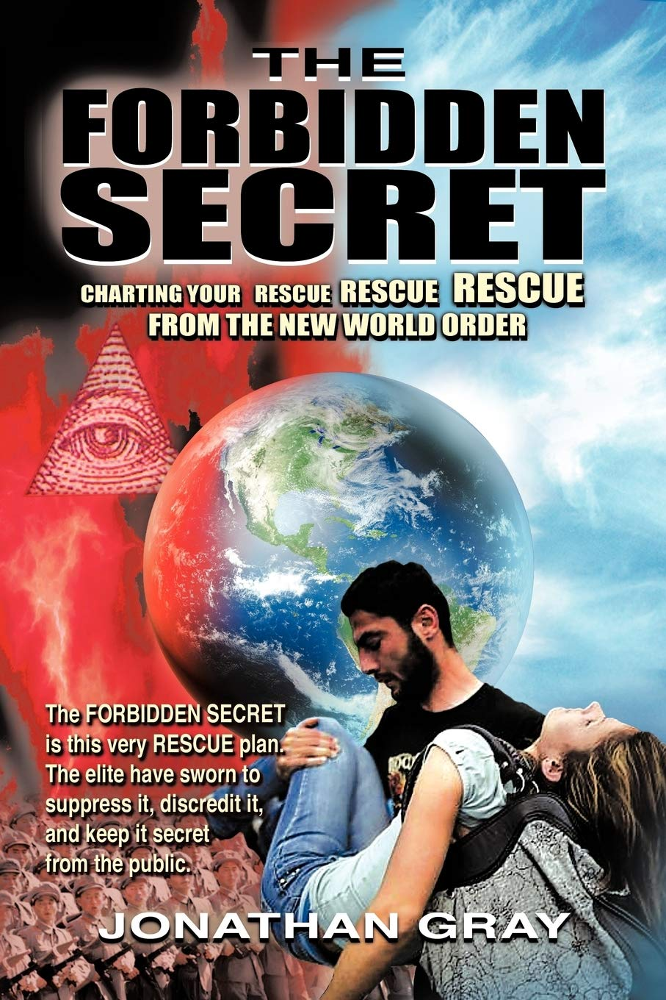 THE
FORBIDDEN
SECRET
CHARTING YOUR RESCUE RESCUE RESCUE
FROM THE NEW WORLD ORDER
The FORBIDDEN SECRET
is this very RESCUE plan.
The elite have sworn to
suppress it, discredit it,
and keep it secret
from the public.
JONATHAN GRAY